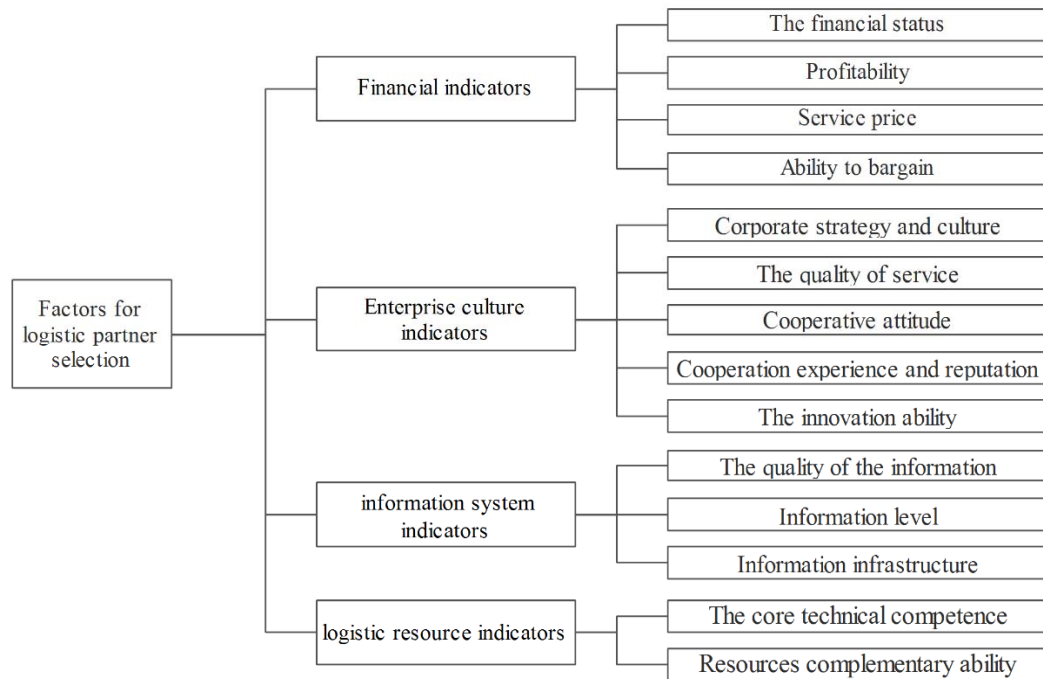 Factors for
logistic partner
selection
Financial indicators
The financial status
Profitability
Service price
Ability to bargain
Enterprise culture
indicators
Corporate strategy and culture
The quality of service
Cooperative attitude
Cooperation experience and reputation
The innovation ability
information system
indicators
The quality of the information
Information level
Information infrastructure
logistic resource indicators
The core technical competence
Resources complementary ability